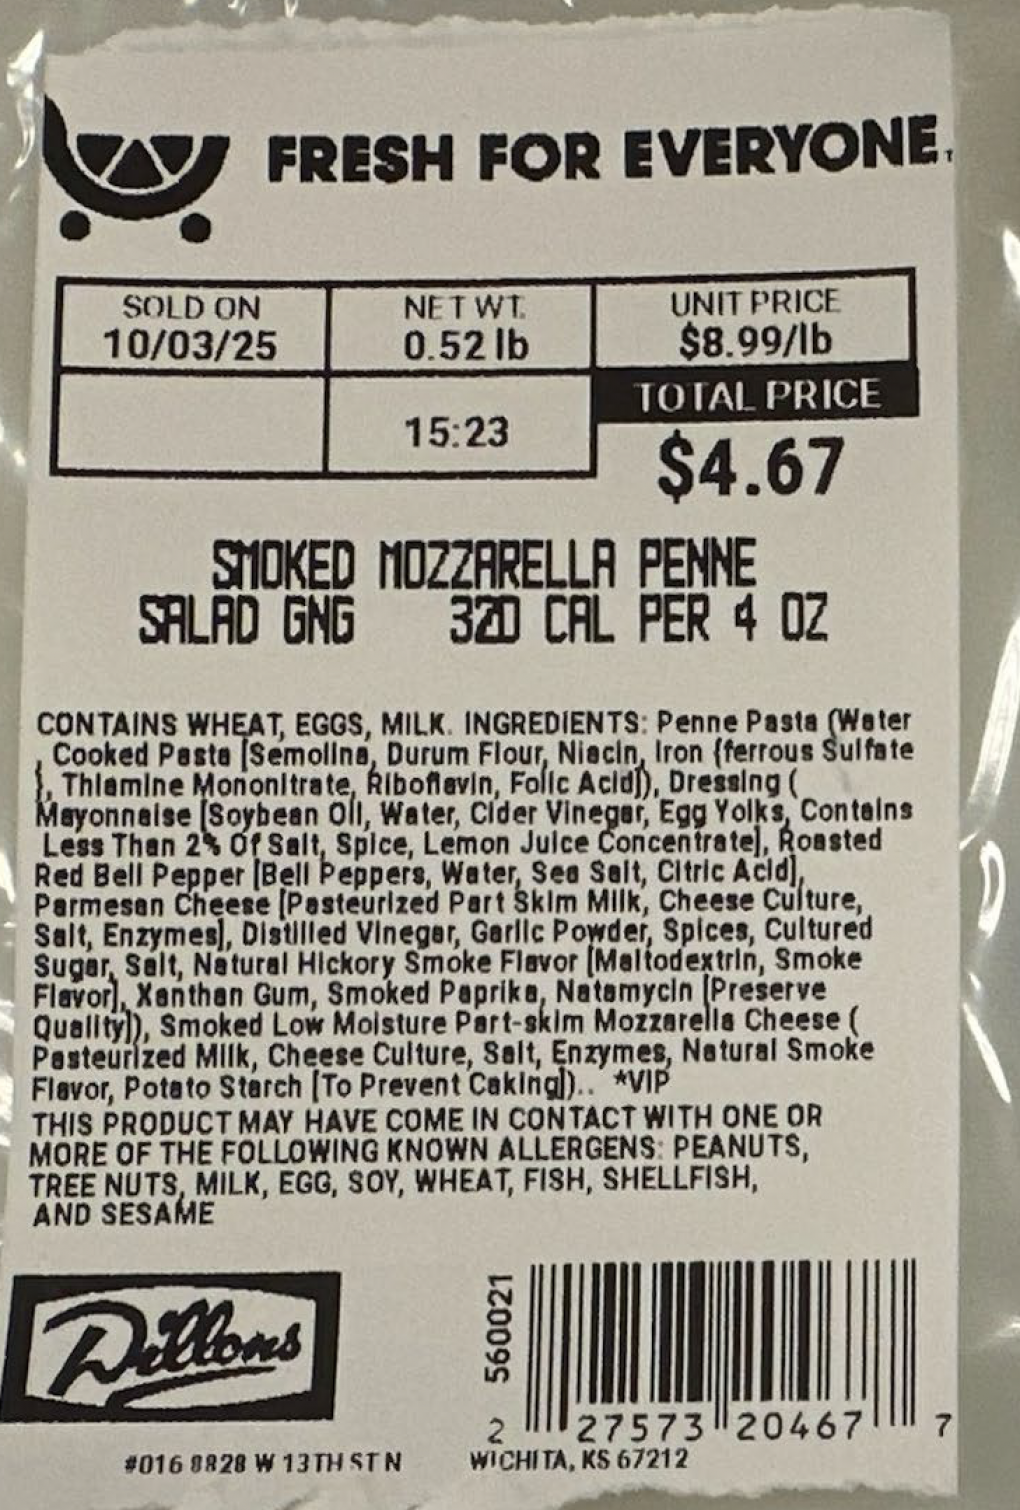 FRESH FOR EVERYONE.
SOLD ON
10/03/25
NET WT.
0.52 lb
UNIT PRICE
$8.99/lb
15:23
TOTAL PRICE
$4.67
SMOKED MOZZARELLA PENNE
SALAD GNG 320 CAL PER 4 OZ
CONTAINS WHEAT, EGGS, MILK. INGREDIENTS: Penne Pasta (Water
, Cooked Pasta [Semolina, Durum Flour, Niacin, Iron {ferrous Sulfate
}, Thiamine Mononitrate, Riboflavin, Folic Acid]), Dressing (
Mayonnaise [Soybean Oil, Water, Cider Vinegar, Egg Yolks, Contains
Less Than 2% Of Salt, Spice, Lemon Juice Concentrate], Roasted
Red Bell Pepper [Bell Peppers, Water, Sea Salt, Citric Acid],
Parmesan Cheese [Pasteurized Part Skim Milk, Cheese Culture,
Salt, Enzymes], Distilled Vinegar, Garlic Powder, Spices, Cultured
Sugar, Salt, Natural Hickory Smoke Flavor [Maltodextrin, Smoke
Flavor], Xanthan Gum, Smoked Paprika, Natamycin [Preserve
Quality]), Smoked Low Moisture Part-skim Mozzarella Cheese (
Pasteurized Milk, Cheese Culture, Salt, Enzymes, Natural Smoke
Flavor, Potato Starch [To Prevent Caking]).. *VIP
THIS PRODUCT MAY HAVE COME IN CONTACT WITH ONE OR
MORE OF THE FOLLOWING KNOWN ALLERGENS: PEANUTS,
TREE NUTS, MILK, EGG, SOY, WHEAT, FISH, SHELLFISH,
AND SESAME
Dillons
560021
2 27573 20467 7
#016 8828 W 13TH ST N WICHITA, KS 67212